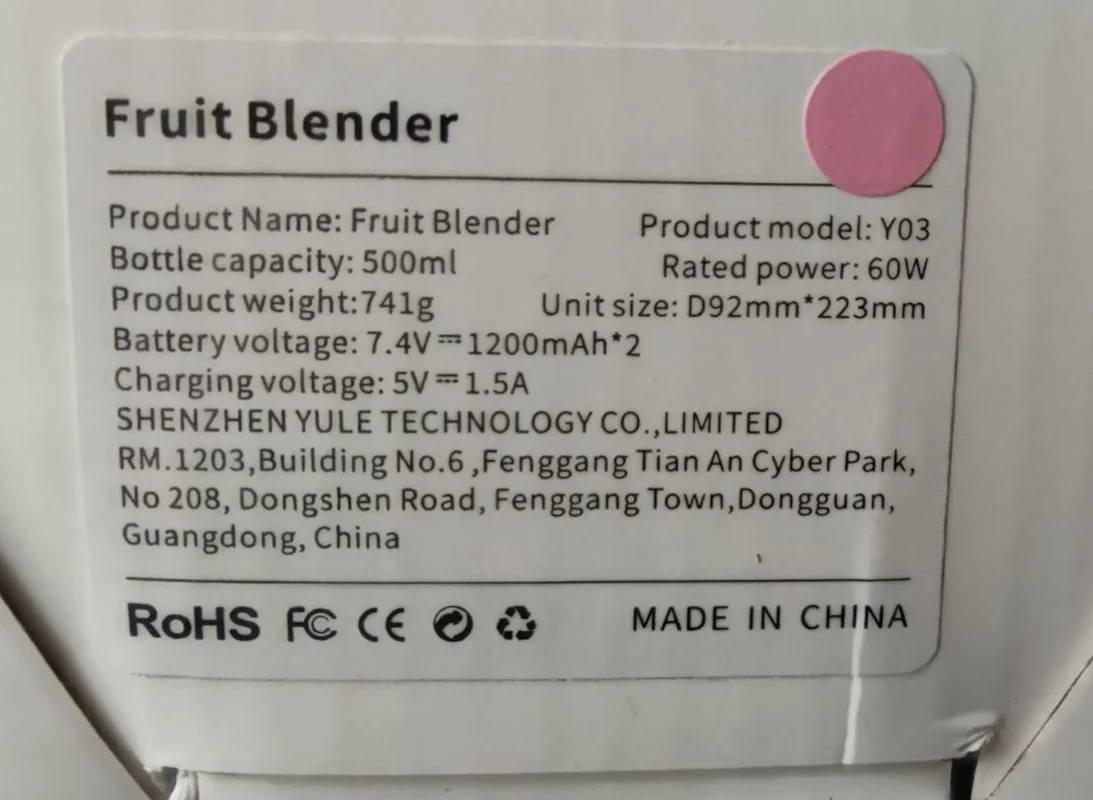 Fruit Blender
Product Name: Fruit Blender Product model: Y03
Bottle capacity: 500ml Rated power: 60W
Product weight:741g Unit size: D92mm*223mm
Battery voltage: 7.4V⎓1200mAh*2
Charging voltage: 5V⎓1.5A
SHENZHEN YULE TECHNOLOGY CO.,LIMITED
RM.1203,Building No.6 ,Fenggang Tian An Cyber Park,
No 208, Dongshen Road, Fenggang Town,Dongguan,
Guangdong, China
RoHS FC CE MADE IN CHINA